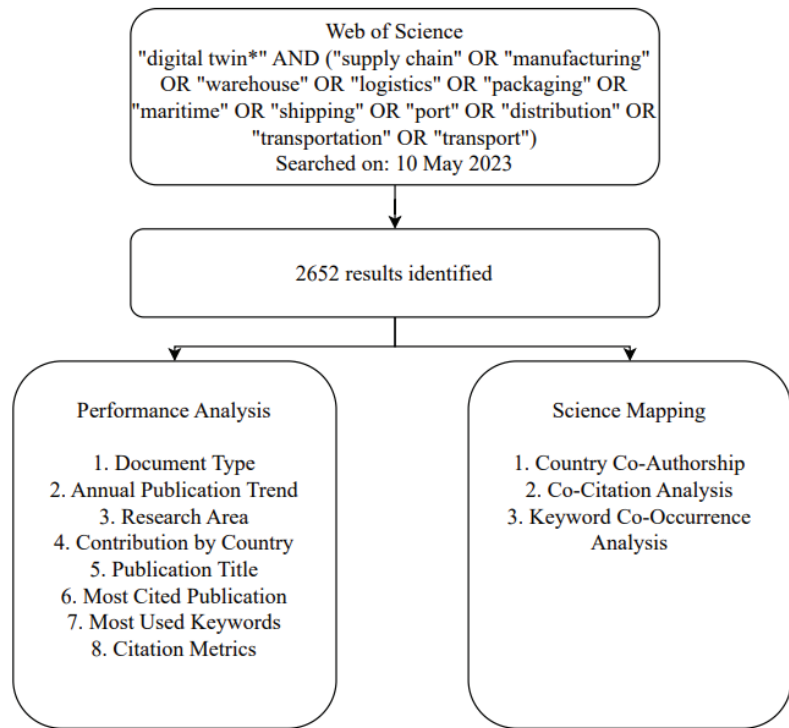 Web of Science
"digital twin*" AND ("supply chain" OR "manufacturing"
OR "warehouse" OR "logistics" OR "packaging" OR
"maritime" OR "shipping" OR "port" OR "distribution" OR
"transportation" OR "transport")
Searched on: 10 May 2023
2652 results identified
Performance Analysis
1. Document Type
2. Annual Publication Trend
3. Research Area
4. Contribution by Country
5. Publication Title
6. Most Cited Publication
7. Most Used Keywords
8. Citation Metrics
Science Mapping
1. Country Co-Authorship
2. Co-Citation Analysis
3. Keyword Co-Occurrence
Analysis